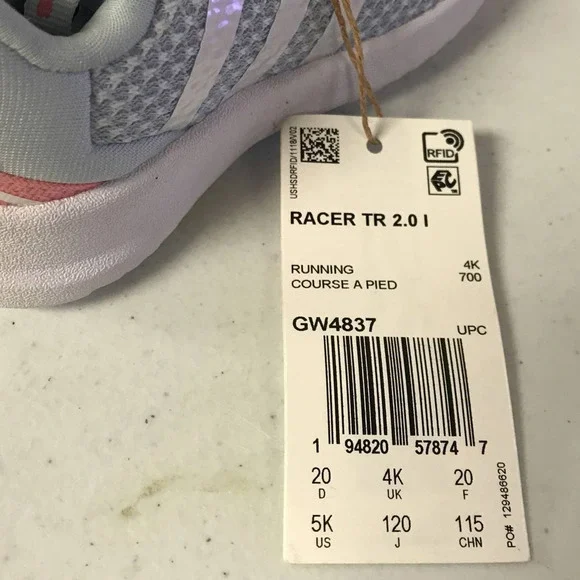 USHSDRFID/1118/V02
RFID
RACER TR 2.0 I
RUNNING 4K
COURSE A PIED 700
GW4837 UPC
1 94820 57874 7
20 4K 20
D UK F
5K 120 115
US J CHN
PO# 129486620